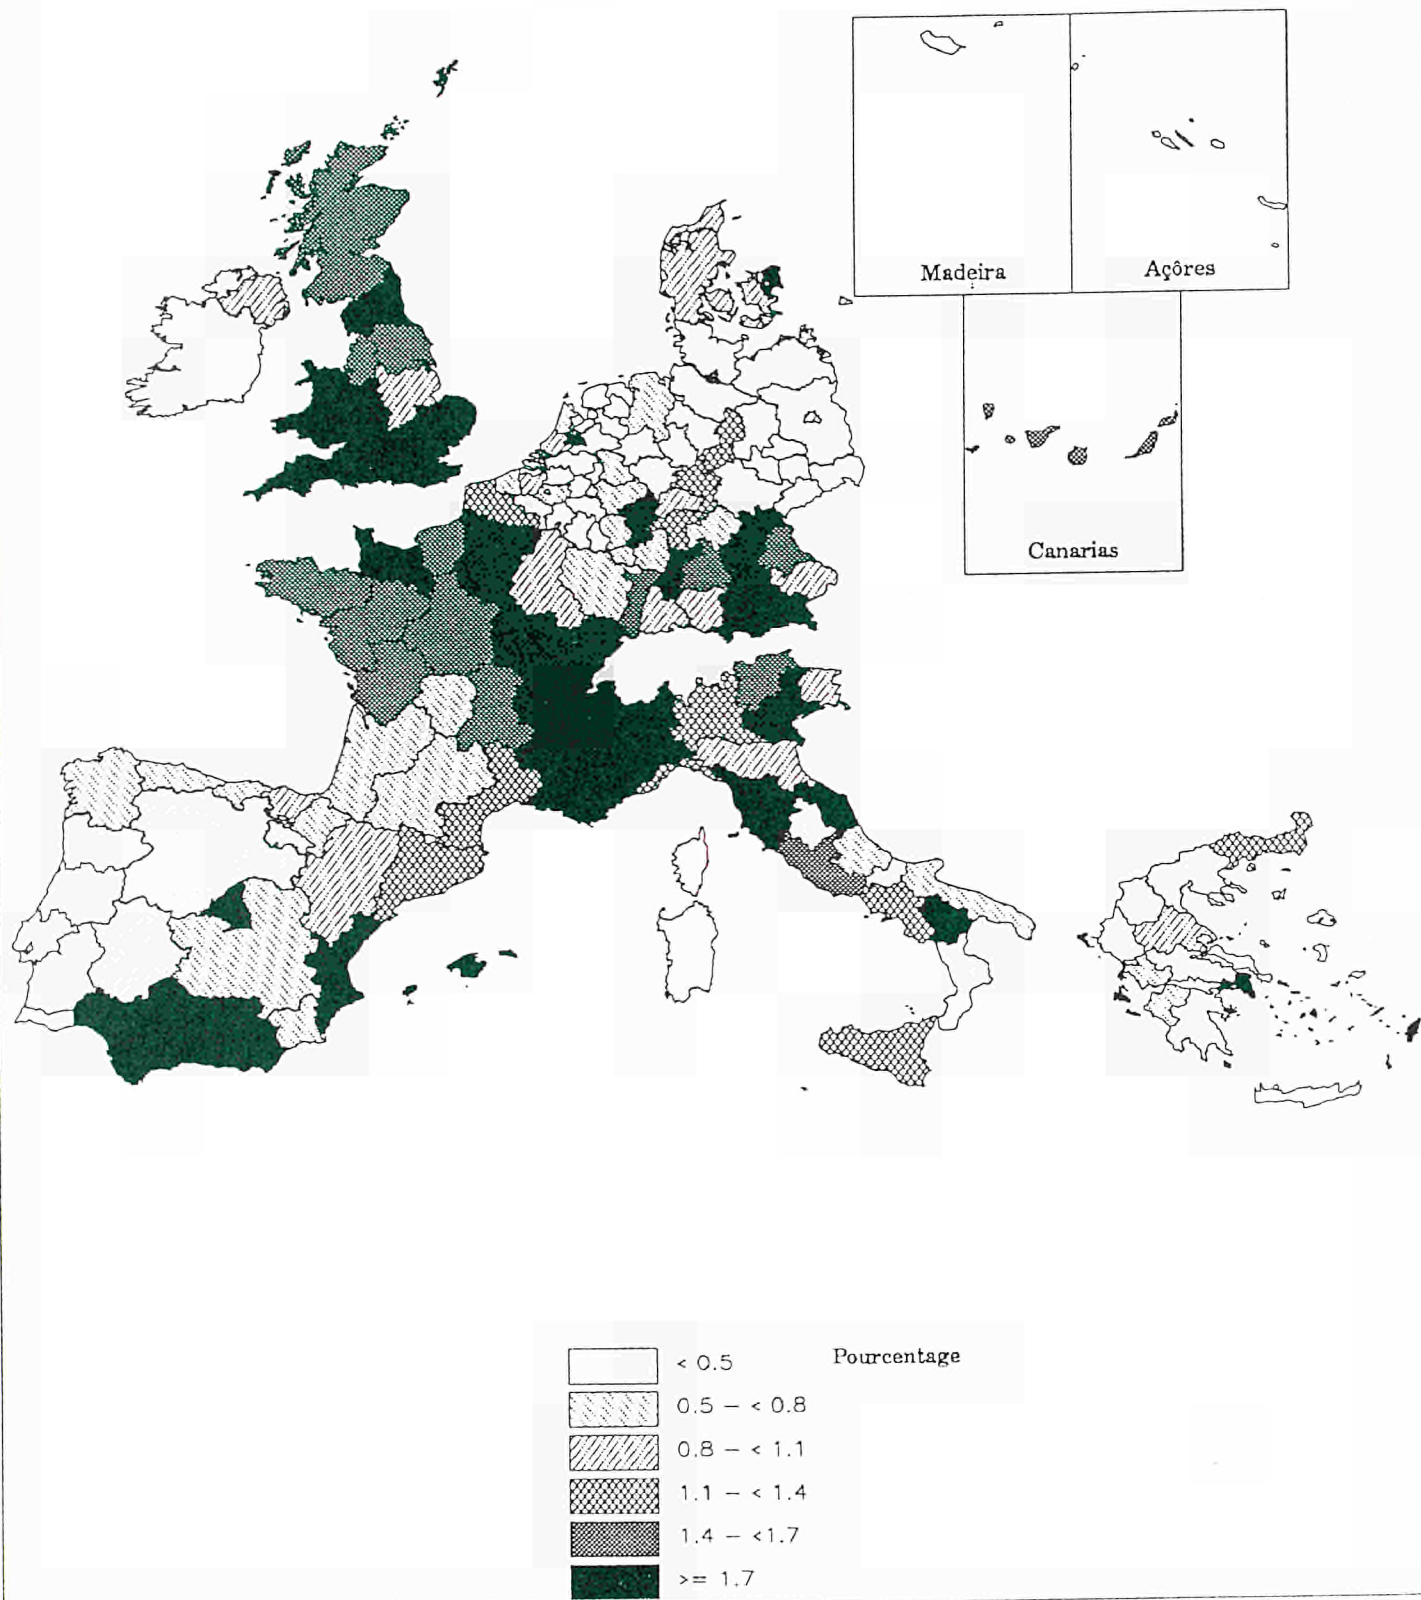 Madeira
Açôres
Canarias
Pourcentage
< 0.5
0.5 – < 0.8
0.8 – < 1.1
1.1 – < 1.4
1.4 – <1.7
>= 1.7